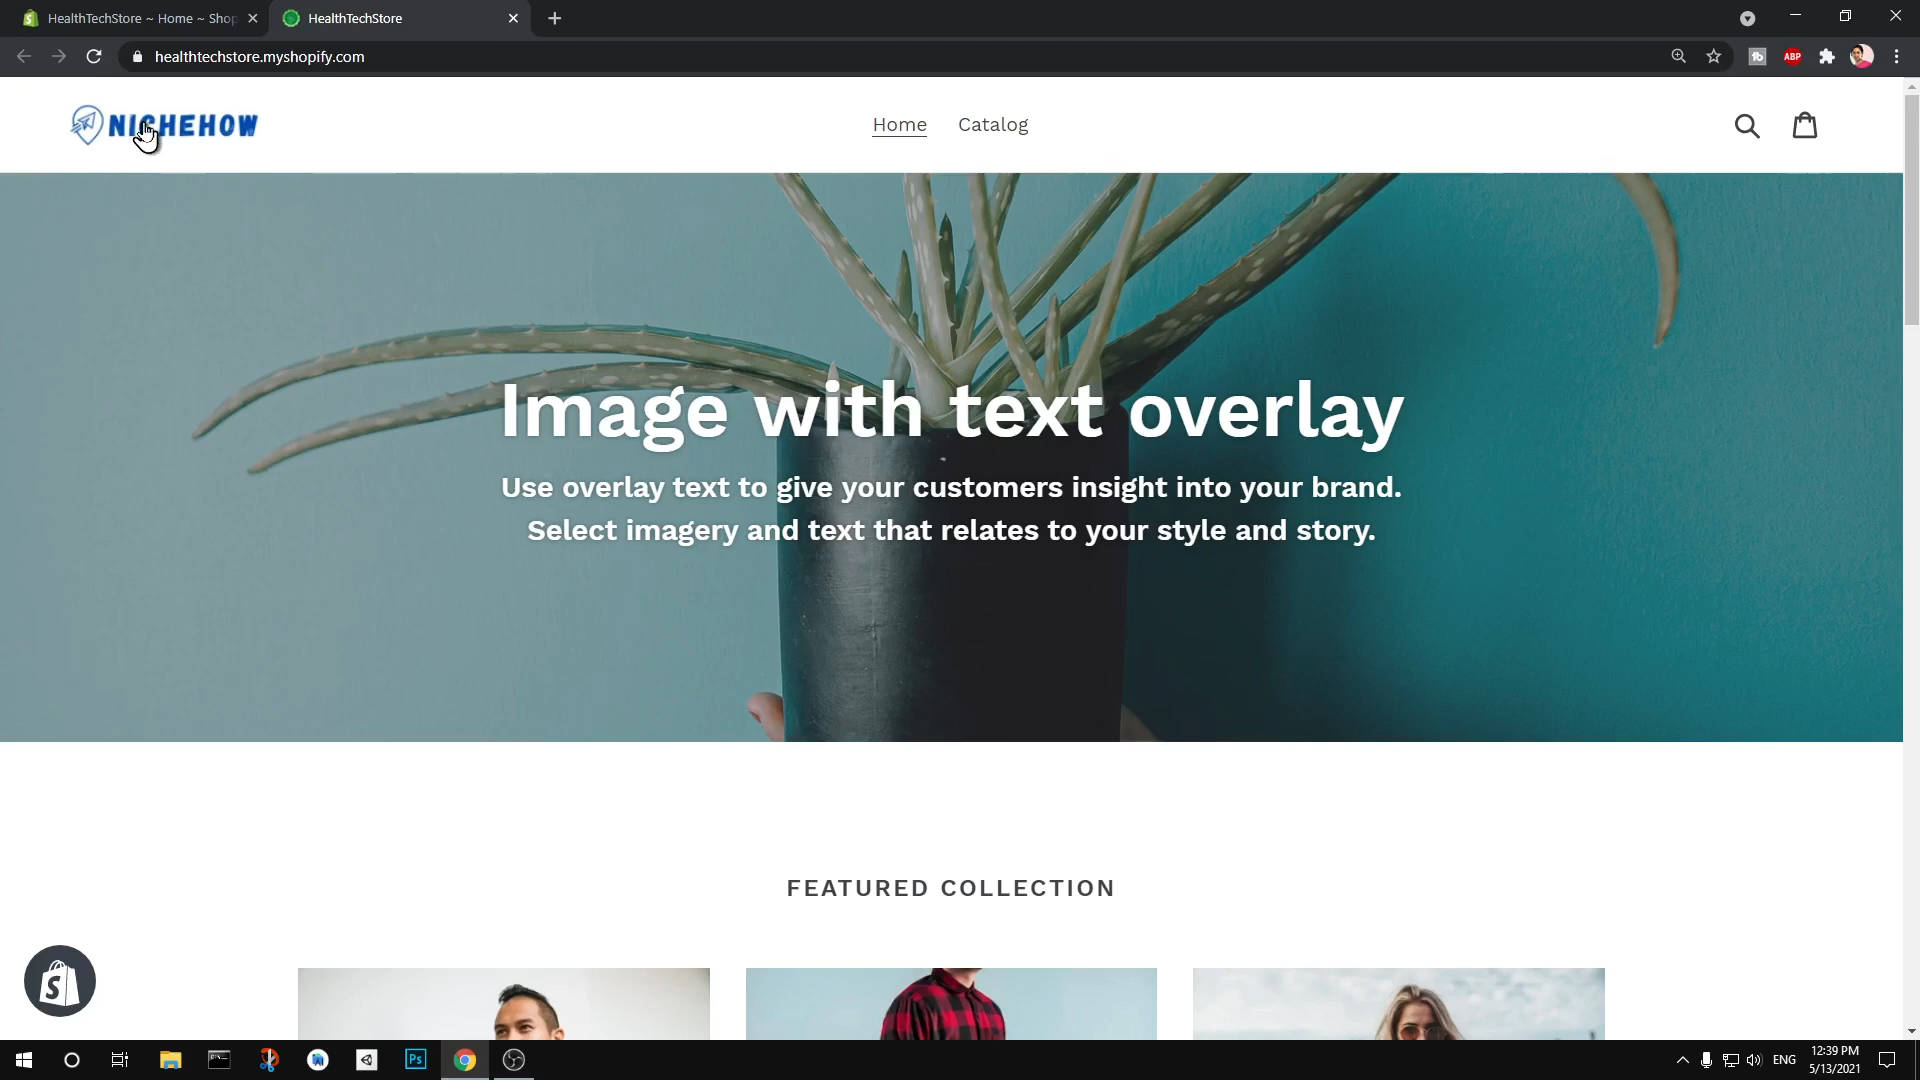 HealthTechStore ~ Home ~ Shop
HealthTechStore
healthtechstore.myshopify.com
ABP
NICHEHOW
Home
Catalog
Image with text overlay
Use overlay text to give your customers insight into your brand.
Select imagery and text that relates to your style and story.
FEATURED COLLECTION
Ps
ENG
12:39 PM
5/13/2021